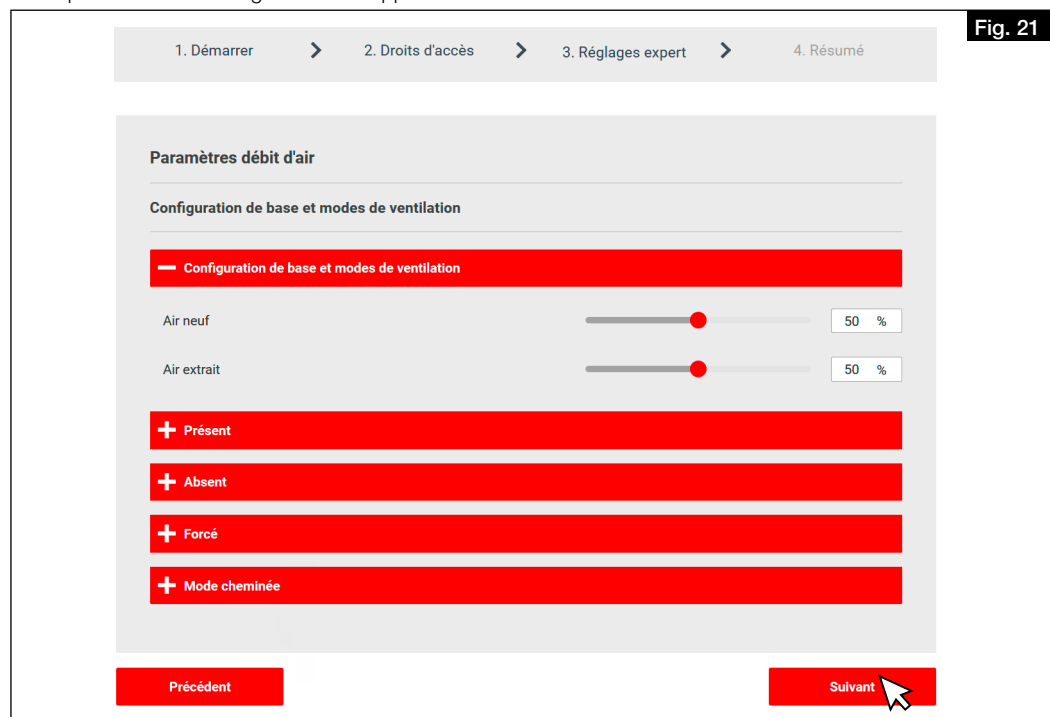 Fig. 21
1. Démarrer > 2. Droits d'accès > 3. Réglages expert > 4. Résumé
Paramètres débit d'air
Configuration de base et modes de ventilation
Configuration de base et modes de ventilation
Air neuf 50 %
Air extrait 50 %
Présent
Absent
Forcé
Mode cheminée
Précédent Suivant